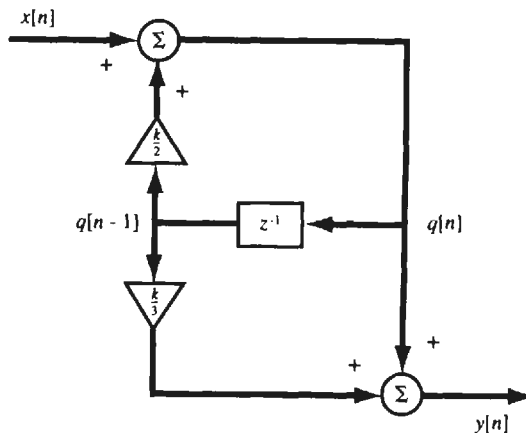 x[n]
Σ
+
+
k/2
q[n - 1]
z⁻¹
q[n]
k/3
+
+
Σ
y[n]